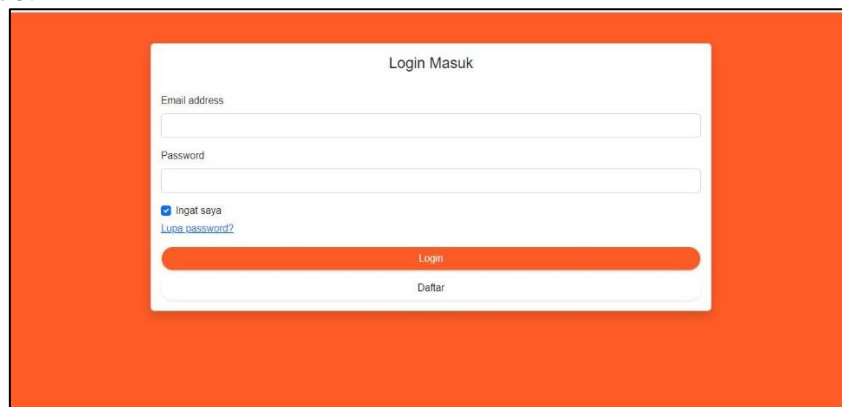 Login Masuk
Email address
Password
Ingat saya
Lupa password?
Login
Daftar